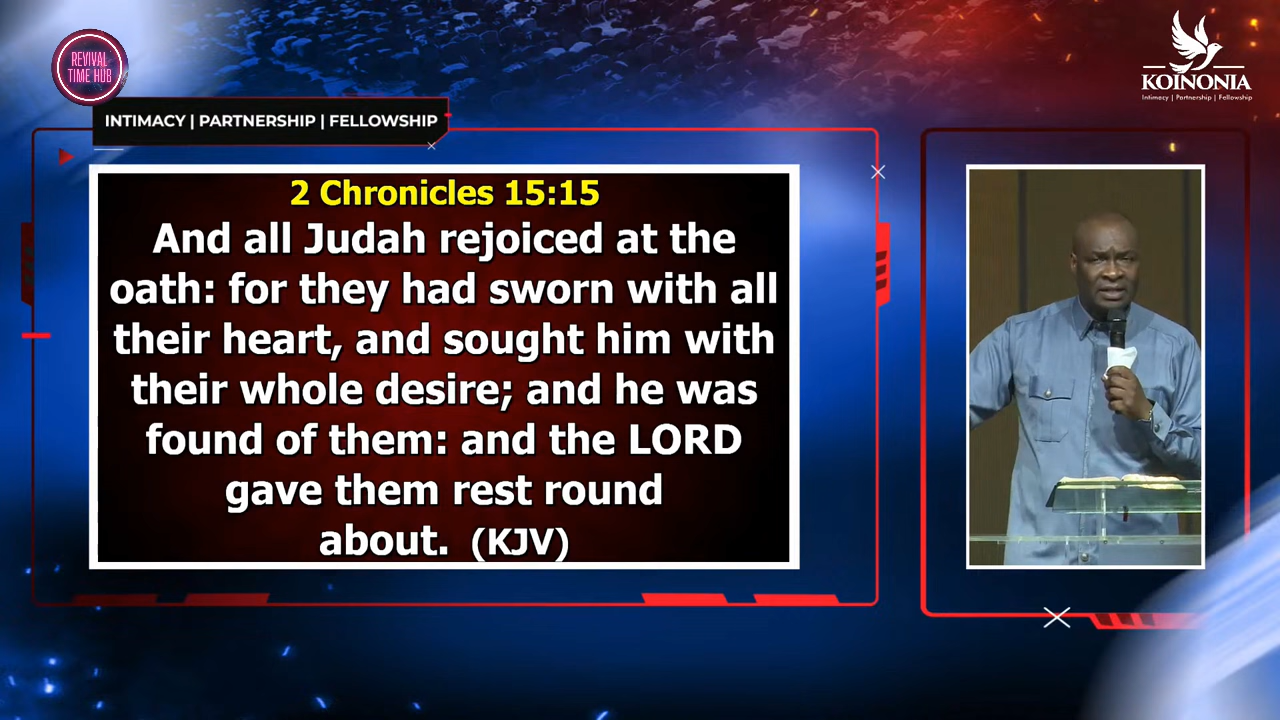 REVIVAL
TIME HUB
KOINONIA
Intimacy | Partnership | Fellowship
INTIMACY | PARTNERSHIP | FELLOWSHIP
2 Chronicles 15:15
And all Judah rejoiced at the
oath: for they had sworn with all
their heart, and sought him with
their whole desire; and he was
found of them: and the LORD
gave them rest round
about. (KJV)